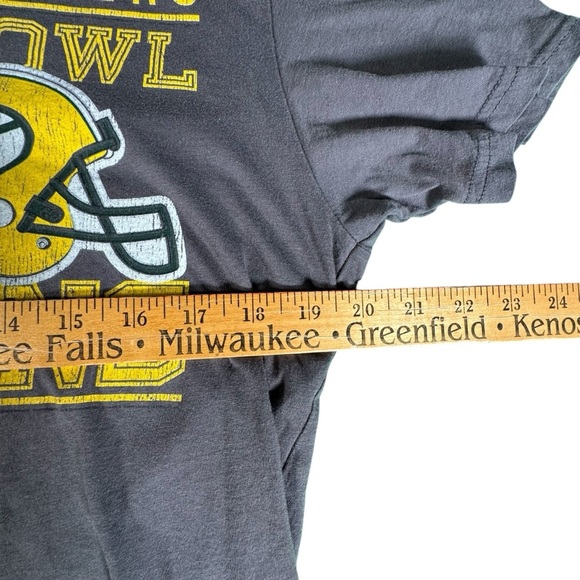 OWL
14 15 16 17 18 19 20 21 22 23 24
ee Falls • Milwaukee • Greenfield • Kenos